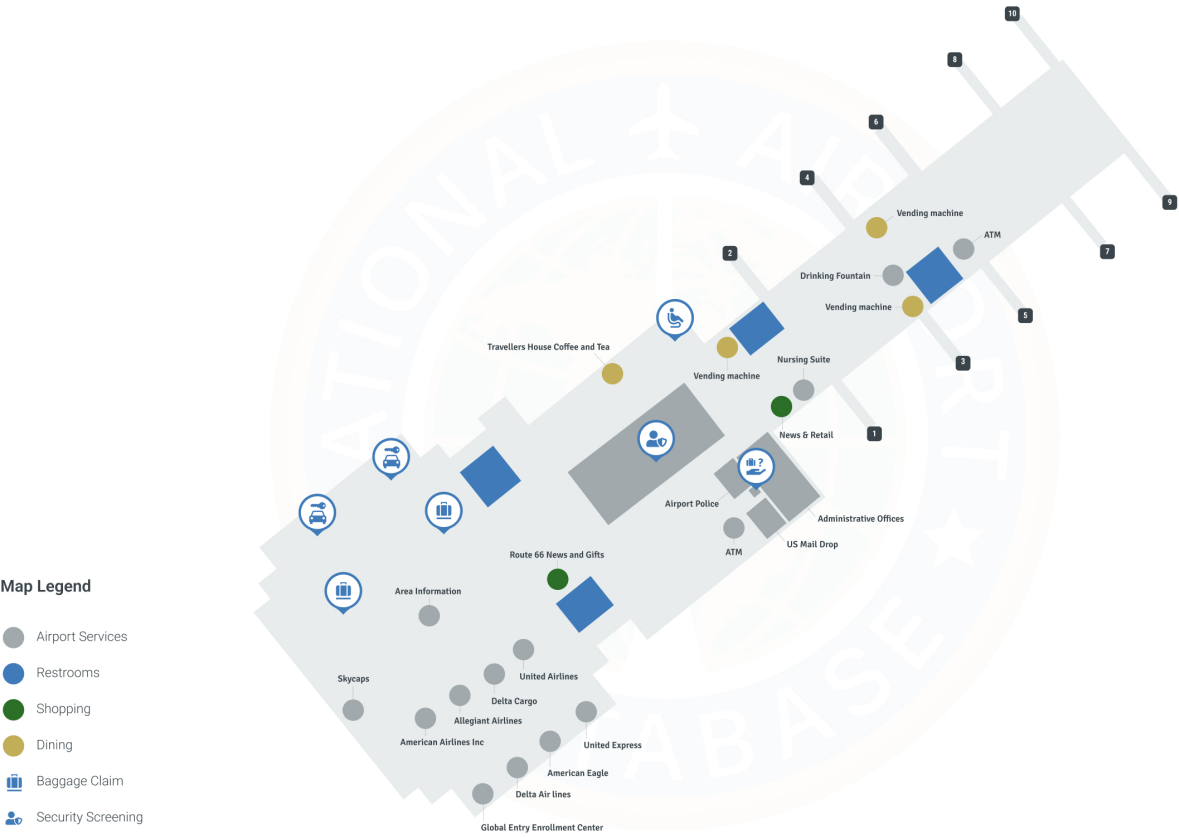 10
8
6
4
2
9
7
5
3
1
Vending machine
ATM
Drinking Fountain
Vending machine
Travellers House Coffee and Tea
Vending machine
Nursing Suite
News & Retail
Airport Police
Administrative Offices
US Mail Drop
ATM
Route 66 News and Gifts
Area Information
Skycaps
United Airlines
Delta Cargo
Allegiant Airlines
American Airlines Inc
United Express
American Eagle
Delta Air lines
Global Entry Enrollment Center
?
Map Legend
Airport Services
Restrooms
Shopping
Dining
Baggage Claim
Security Screening
NATIONAL AIRPORT
DATABASE